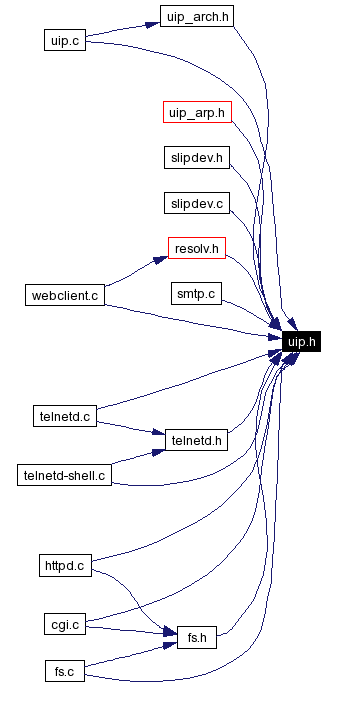 uip_arch.h
uip.c
uip_arp.h
slipdev.h
slipdev.c
resolv.h
webclient.c
smtp.c
uip.h
telnetd.c
telnetd.h
telnetd-shell.c
httpd.c
cgi.c
fs.h
fs.c